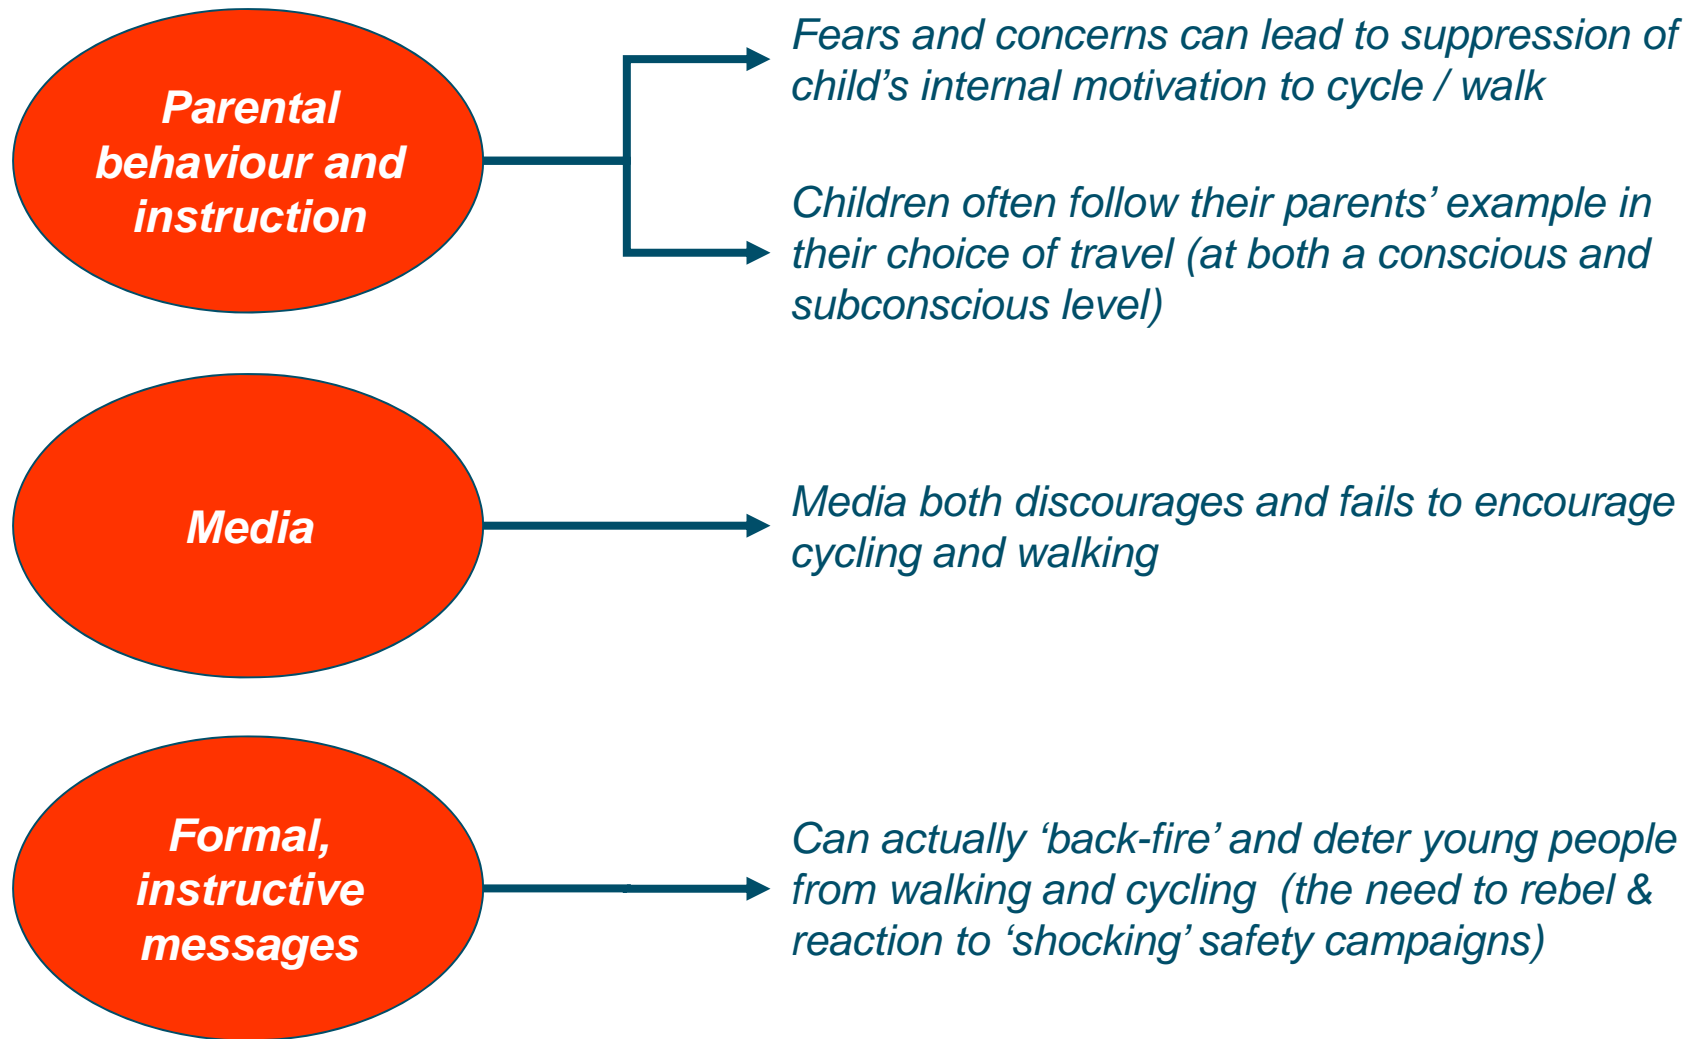 Parental
behaviour and
instruction
Fears and concerns can lead to suppression of
child’s internal motivation to cycle / walk
Children often follow their parents’ example in
their choice of travel (at both a conscious and
subconscious level)
Media
Media both discourages and fails to encourage
cycling and walking
Formal,
instructive
messages
Can actually ‘back-fire’ and deter young people
from walking and cycling  (the need to rebel &
reaction to ‘shocking’ safety campaigns)